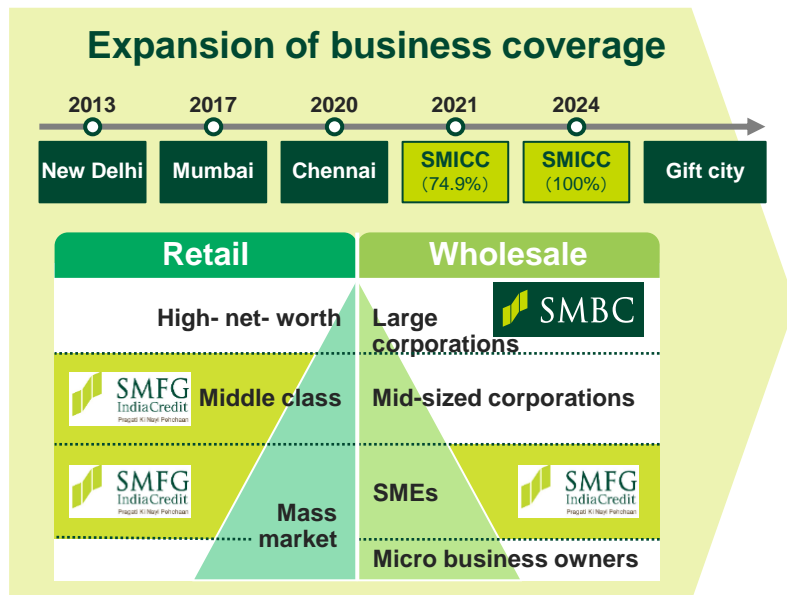 Expansion of business coverage
2013 2017 2020 2021 2024
New Delhi Mumbai Chennai SMICC (74.9%) SMICC (100%) Gift city
Retail Wholesale
High- net- worth
Large
corporations
SMBC
SMFG
IndiaCredit
Pragati Ki Nayi Pehchaan
Middle class
Mid-sized corporations
SMFG
IndiaCredit
Pragati Ki Nayi Pehchaan
Mass
market
SMEs
SMFG
IndiaCredit
Pragati Ki Nayi Pehchaan
Micro business owners